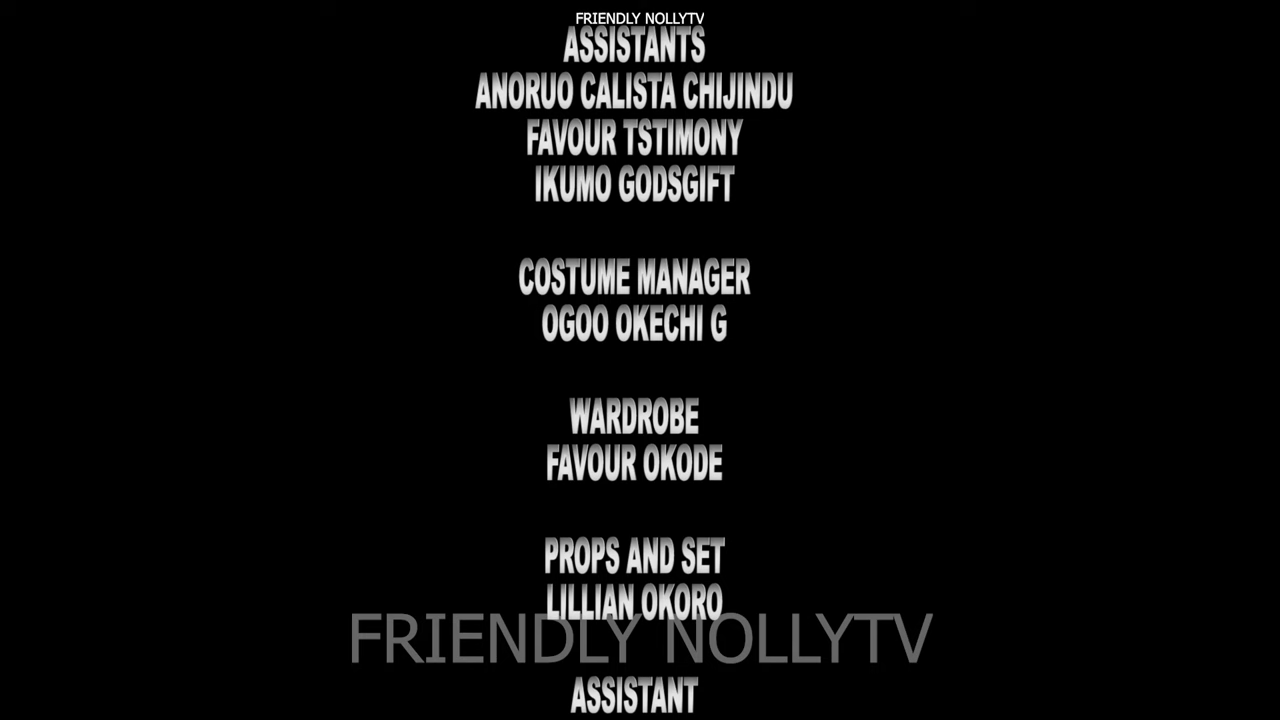 FRIENDLY NOLLYTV
ASSISTANTS
ANORUO CALISTA CHIJINDU
FAVOUR TSTIMONY
IKUMO GODSGIFT
COSTUME MANAGER
OGOO OKECHI G
WARDROBE
FAVOUR OKODE
PROPS AND SET
LILLIAN OKORO
FRIENDLY NOLLYTV
ASSISTANT